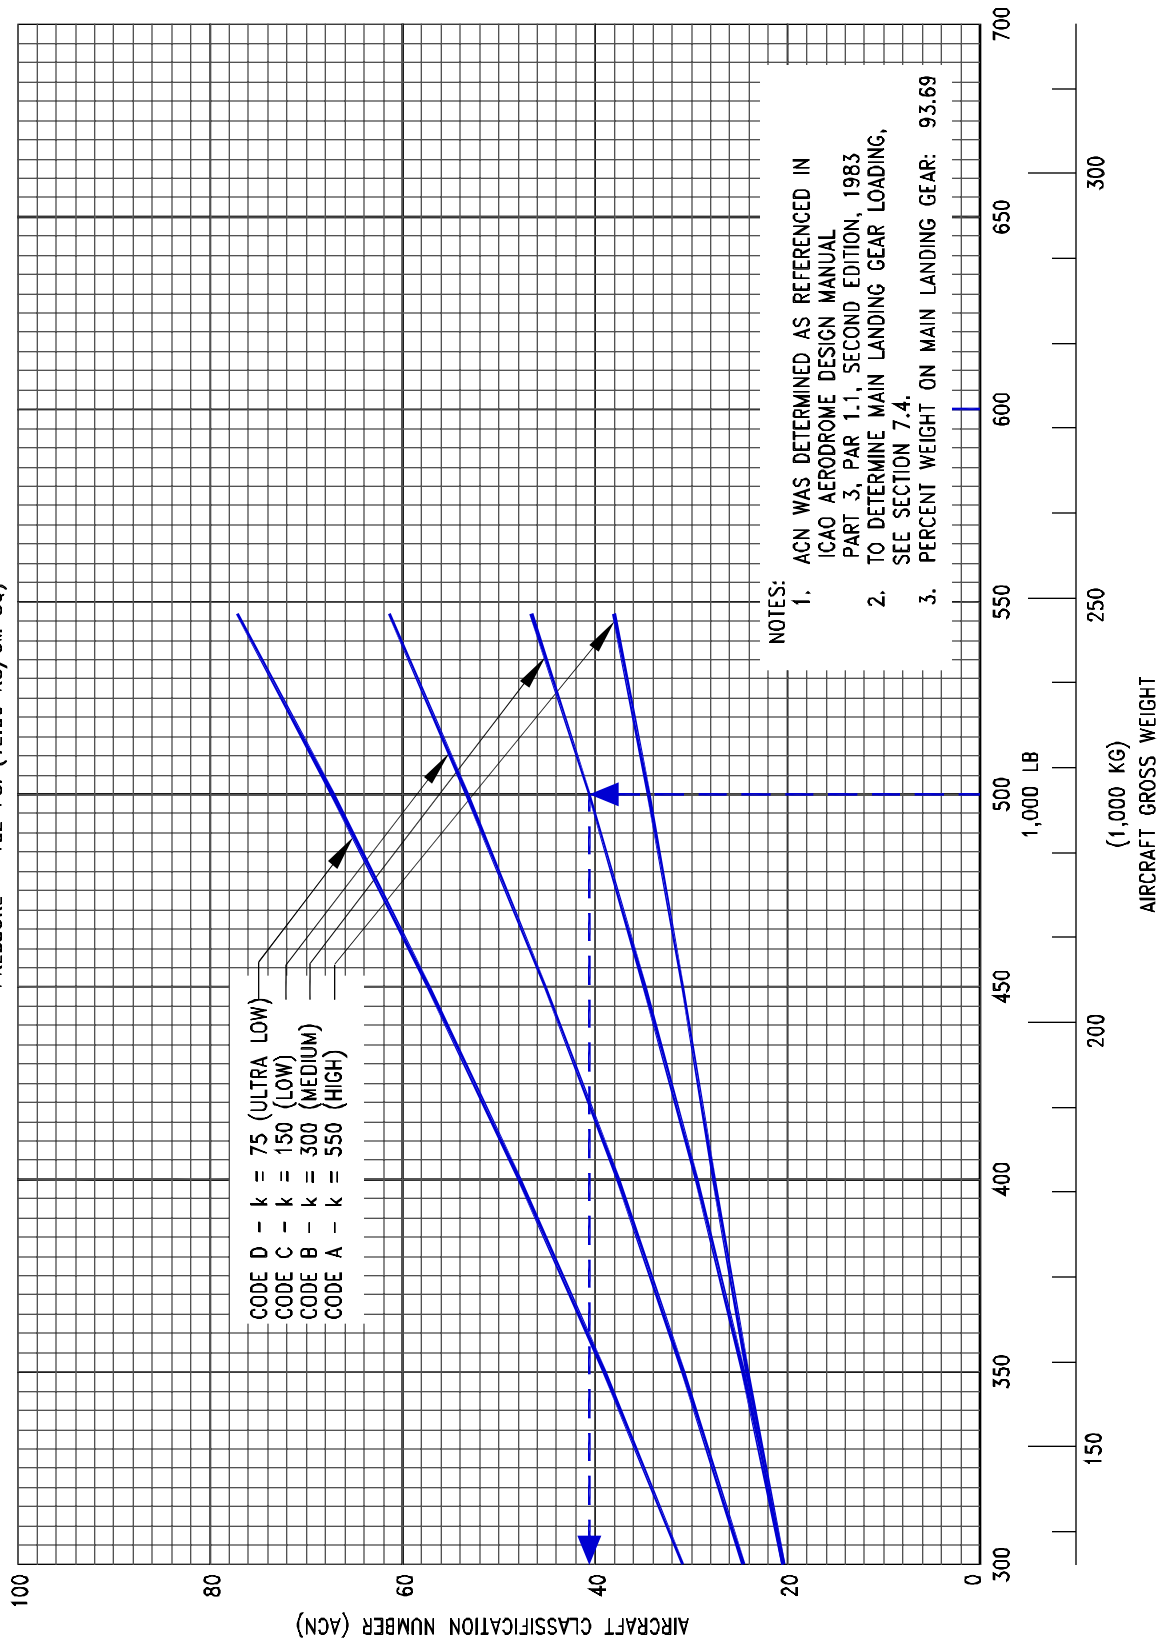 100
80
60
40
20
0
AIRCRAFT CLASSIFICATION NUMBER (ACN)
CODE D - k = 75 (ULTRA LOW)
CODE C - k = 150 (LOW)
CODE B - k = 300 (MEDIUM)
CODE A - k = 550 (HIGH)
NOTES:
1. ACN WAS DETERMINED AS REFERENCED IN
ICAO AERODROME DESIGN MANUAL
PART 3, PAR 1.1, SECOND EDITION, 1983
2. TO DETERMINE MAIN LANDING GEAR LOADING,
SEE SECTION 7.4.
3. PERCENT WEIGHT ON MAIN LANDING GEAR: 93.69
300 350 400 450 500 550 600 650 700
1,000 LB
150 200 250 300
(1,000 KG)
AIRCRAFT GROSS WEIGHT